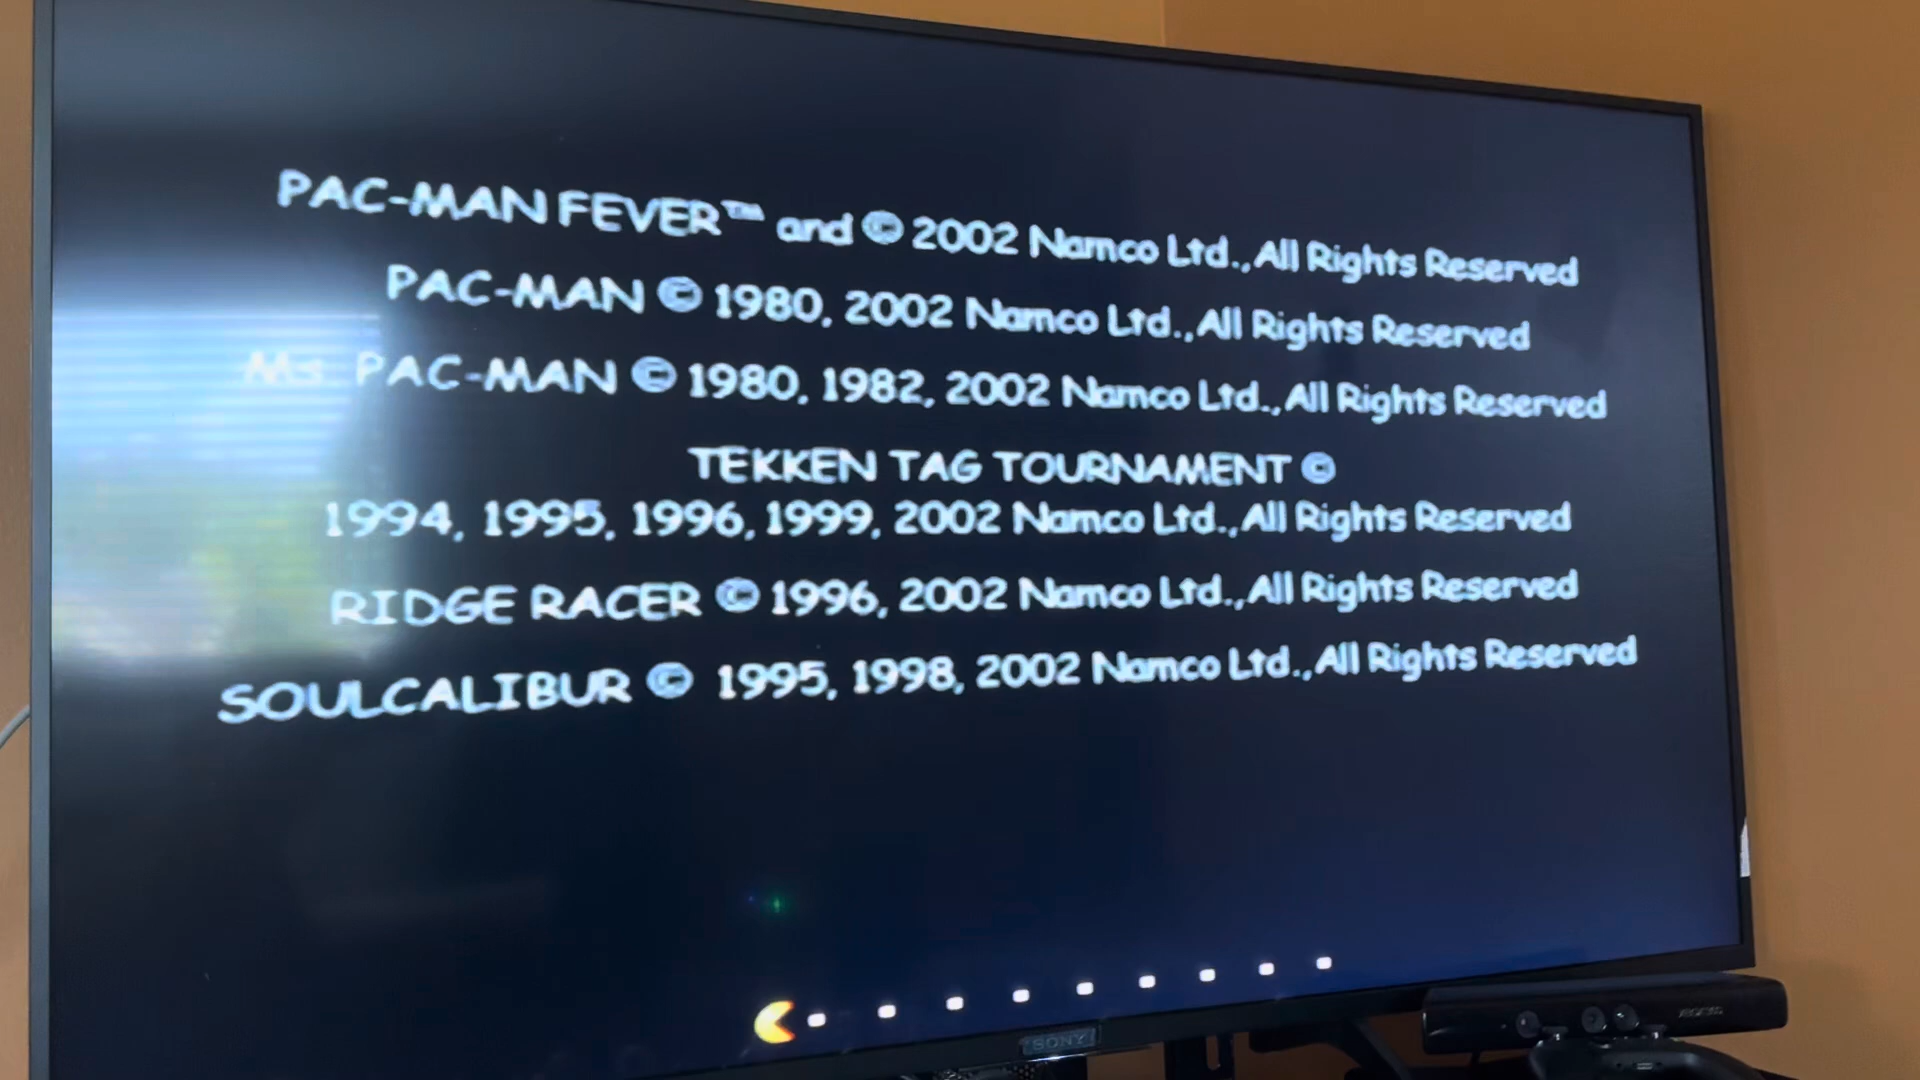 PAC-MAN FEVER™ and © 2002 Namco Ltd., All Rights Reserved
PAC-MAN © 1980, 2002 Namco Ltd., All Rights Reserved
Ms PAC-MAN © 1980, 1982, 2002 Namco Ltd., All Rights Reserved
TEKKEN TAG TOURNAMENT ©
1994, 1995, 1996, 1999, 2002 Namco Ltd., All Rights Reserved
RIDGE RACER © 1996, 2002 Namco Ltd., All Rights Reserved
SOULCALIBUR © 1995, 1998, 2002 Namco Ltd., All Rights Reserved
SONY
XBOX360